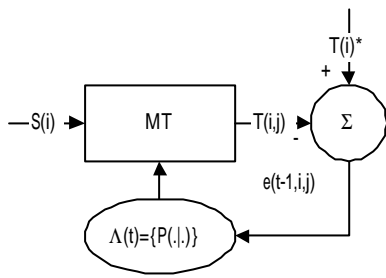 T(i)*
+
S(i)
MT
T(i,j)
-
Σ
e(t-1,i,j)
Λ(t)={P(.|.)}